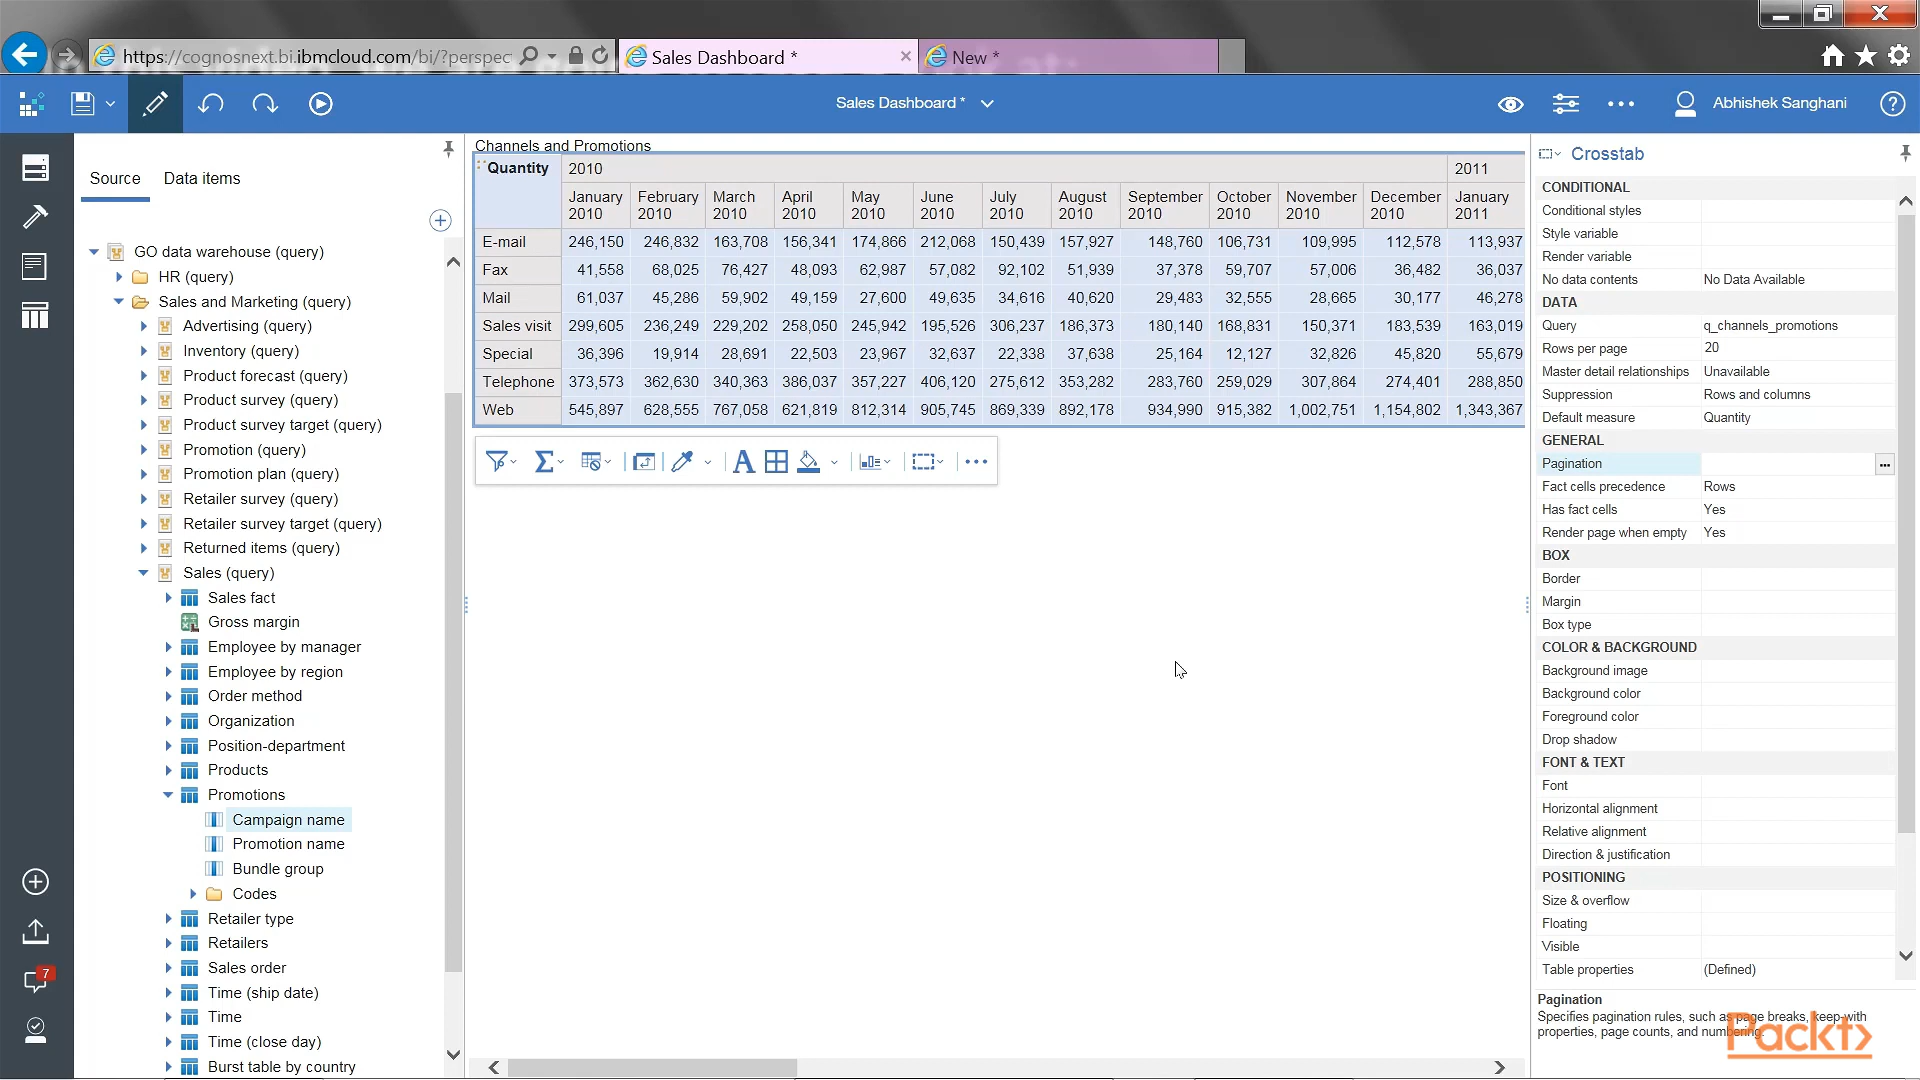 https://cognosnext.bi.ibmcloud.com/bi/?perspec
Sales Dashboard *
New *
Sales Dashboard *
Abhishek Sanghani
Source
Data items
GO data warehouse (query)
HR (query)
Sales and Marketing (query)
Advertising (query)
Inventory (query)
Product forecast (query)
Product survey (query)
Product survey target (query)
Promotion (query)
Promotion plan (query)
Retailer survey (query)
Retailer survey target (query)
Returned items (query)
Sales (query)
Sales fact
Gross margin
Employee by manager
Employee by region
Order method
Organization
Position-department
Products
Promotions
Campaign name
Promotion name
Bundle group
Codes
Retailer type
Retailers
Sales order
Time (ship date)
Time
Time (close day)
Burst table by country
7
Channels and Promotions
Quantity 2010 2011
January 2010 February 2010 March 2010 April 2010 May 2010 June 2010 July 2010 August 2010 September 2010 October 2010 November 2010 December 2010 January 2011
E-mail 246,150 246,832 163,708 156,341 174,866 212,068 150,439 157,927 148,760 106,731 109,995 112,578 113,937
Fax 41,558 68,025 76,427 48,093 62,987 57,082 92,102 51,939 37,378 59,707 57,006 36,482 36,037
Mail 61,037 45,286 59,902 49,159 27,600 49,635 34,616 40,620 29,483 32,555 28,665 30,177 46,278
Sales visit 299,605 236,249 229,202 258,050 245,942 195,526 306,237 186,373 180,140 168,831 150,371 183,539 163,019
Special 36,396 19,914 28,691 22,503 23,967 32,637 22,338 37,638 25,164 12,127 32,826 45,820 55,679
Telephone 373,573 362,630 340,363 386,037 357,227 406,120 275,612 353,282 283,760 259,029 307,864 274,401 288,850
Web 545,897 628,555 767,058 621,819 812,314 905,745 869,339 892,178 934,990 915,382 1,002,751 1,154,802 1,343,367
Crosstab
CONDITIONAL
Conditional styles
Style variable
Render variable
No data contents No Data Available
DATA
Query q_channels_promotions
Rows per page 20
Master detail relationships Unavailable
Suppression Rows and columns
Default measure Quantity
GENERAL
Pagination
Fact cells precedence Rows
Has fact cells Yes
Render page when empty Yes
BOX
Border
Margin
Box type
COLOR & BACKGROUND
Background image
Background color
Foreground color
Drop shadow
FONT & TEXT
Font
Horizontal alignment
Relative alignment
Direction & justification
POSITIONING
Size & overflow
Floating
Visible
Table properties (Defined)
Pagination
Specifies pagination rules, such as page breaks, keep-with
properties, page counts, and numbering.
Packt